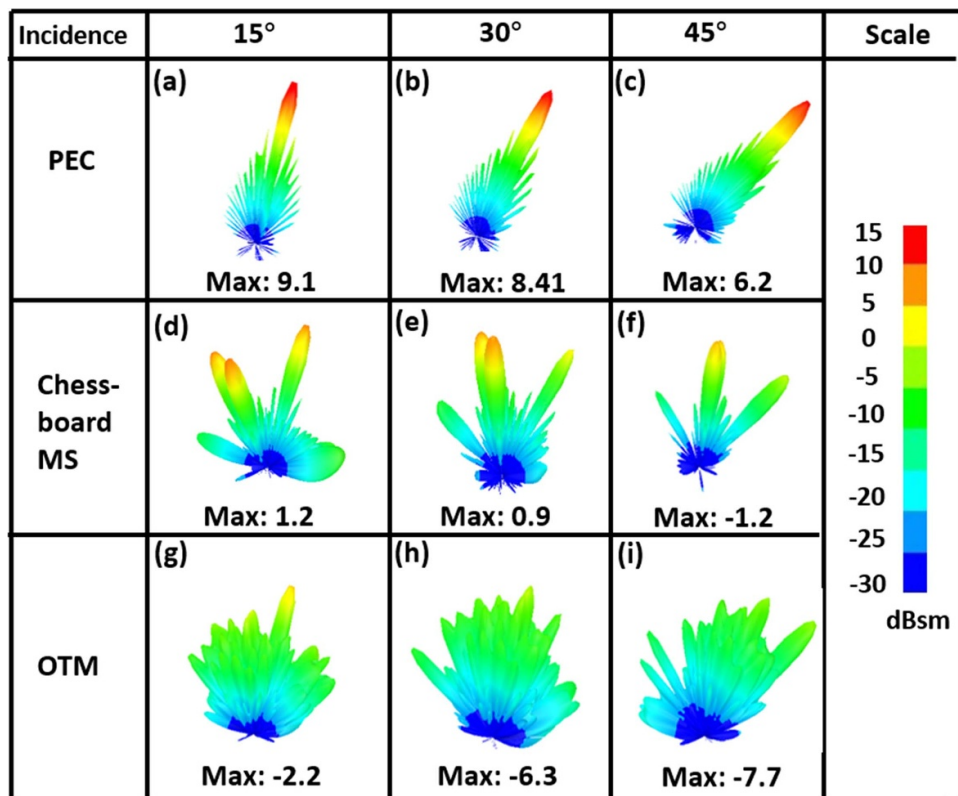 Incidence 15° 30° 45° Scale
(a) (b) (c)
PEC
Max: 9.1 Max: 8.41 Max: 6.2
(d) (e) (f)
Chess-
board
MS
Max: 1.2 Max: 0.9 Max: -1.2
(g) (h) (i)
OTM
Max: -2.2 Max: -6.3 Max: -7.7
15
10
5
0
-5
-10
-15
-20
-25
-30
dBsm